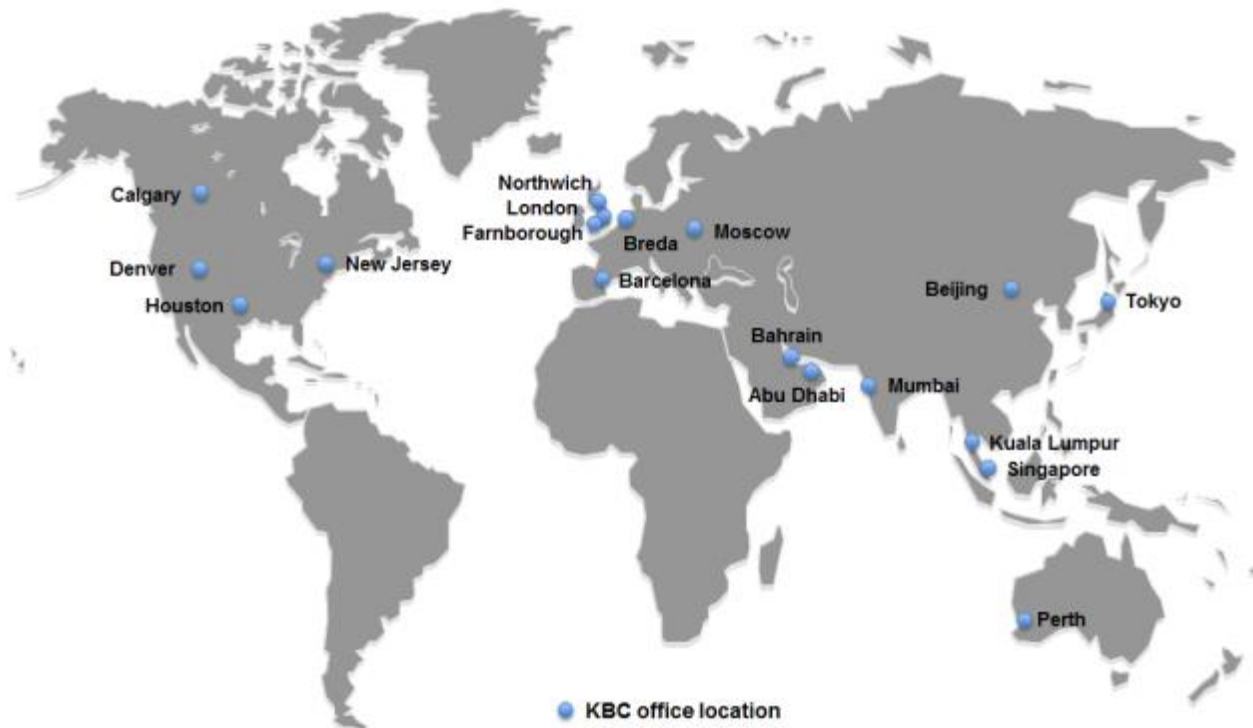 Northwich
Calgary
London
Farnborough
Moscow
Breda
New Jersey
Denver
Barcelona
Beijing
Tokyo
Houston
Bahrain
Mumbai
Abu Dhabi
Kuala Lumpur
Singapore
Perth
KBC office location